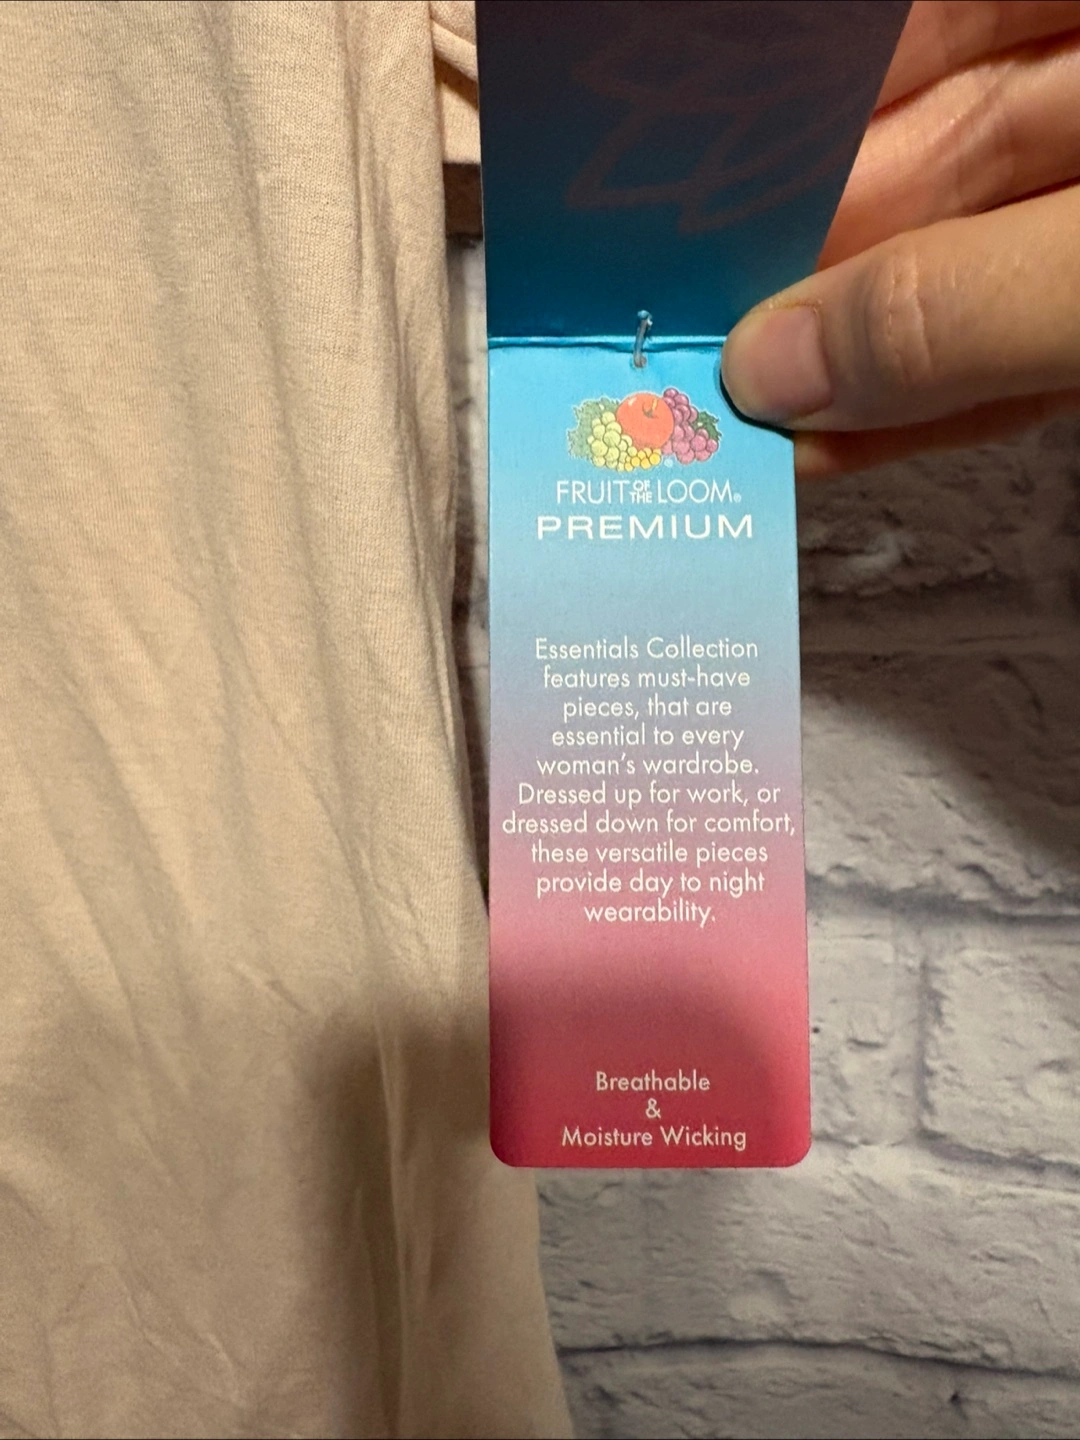 FRUIT OF THE LOOM®
PREMIUM
Essentials Collection
features must-have
pieces, that are
essential to every
woman's wardrobe.
Dressed up for work, or
dressed down for comfort,
these versatile pieces
provide day to night
wearability.
Breathable
&
Moisture Wicking